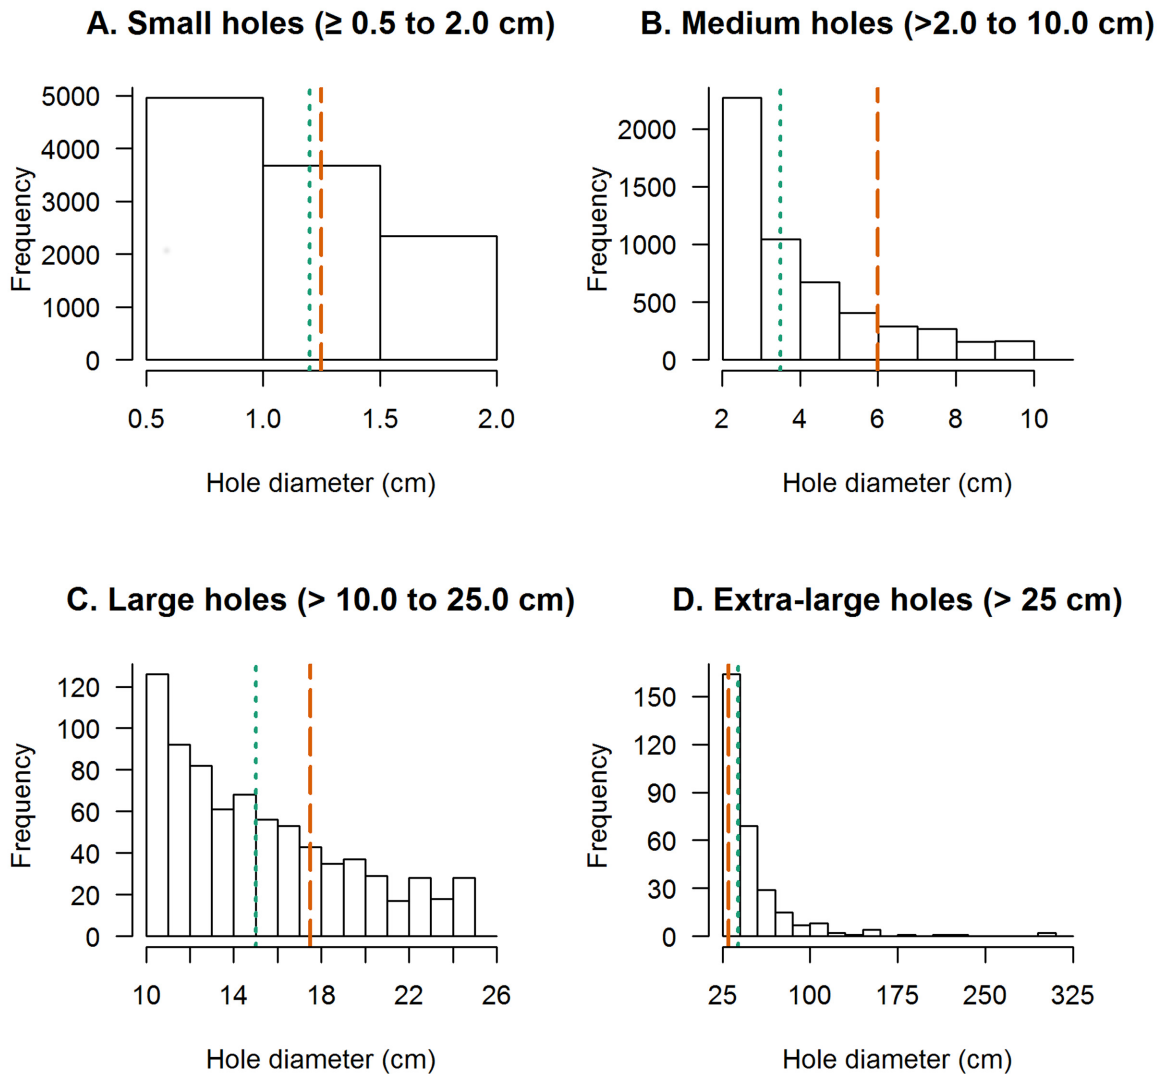 A. Small holes (≥ 0.5 to 2.0 cm)
Frequency
5000
4000
3000
2000
1000
0
0.5 1.0 1.5 2.0
Hole diameter (cm)
B. Medium holes (>2.0 to 10.0 cm)
Frequency
2000
1500
1000
500
0
2 4 6 8 10
Hole diameter (cm)
C. Large holes (> 10.0 to 25.0 cm)
Frequency
120
100
80
60
40
20
0
10 14 18 22 26
Hole diameter (cm)
D. Extra-large holes (> 25 cm)
Frequency
150
120
90
60
30
0
25 100 175 250 325
Hole diameter (cm)